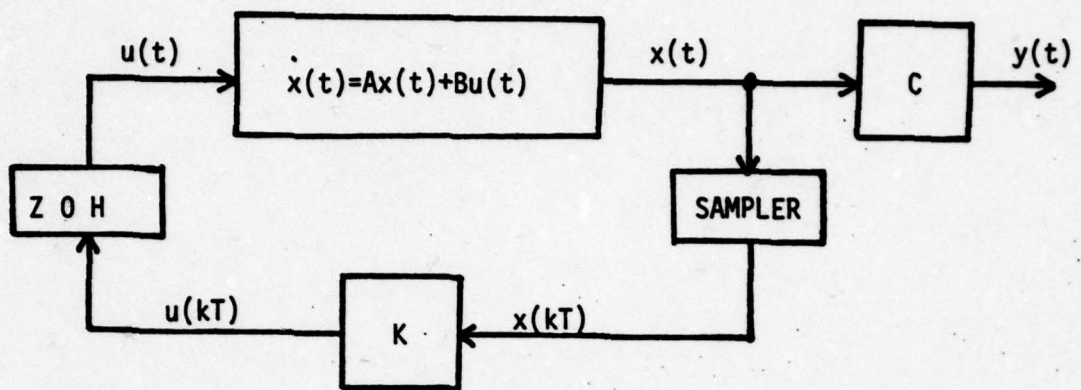 u(t)
ẋ(t)=Ax(t)+Bu(t)
x(t)
C
y(t)
Z O H
SAMPLER
u(kT)
K
x(kT)